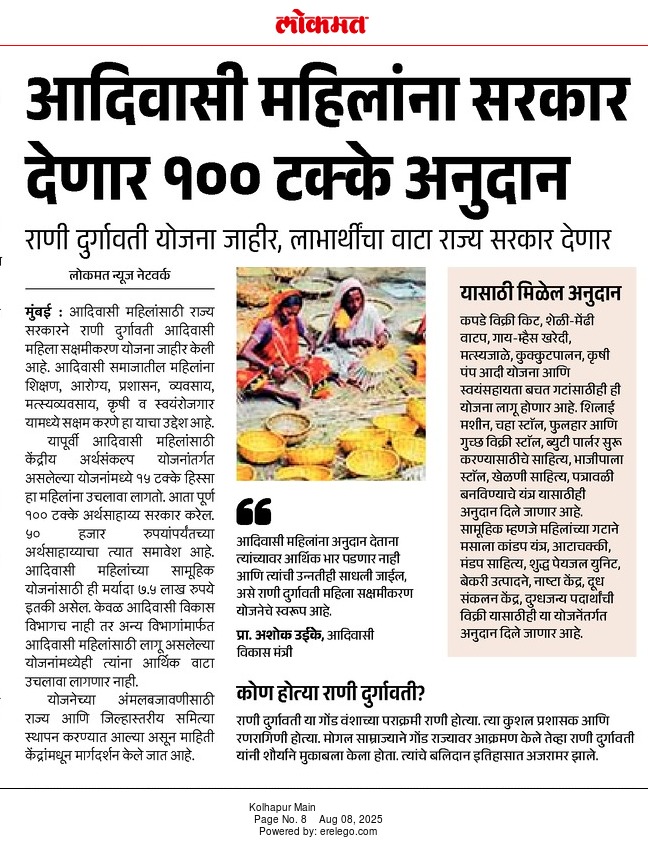 लोकमत
आदिवासी महिलांना सरकार
देणार १०० टक्के अनुदान
राणी दुर्गावती योजना जाहीर, लाभार्थींचा वाटा राज्य सरकार देणार
लोकमत न्यूज नेटवर्क
मुंबई : आदिवासी महिलांसाठी राज्य
सरकारने राणी दुर्गावती आदिवासी
महिला सक्षमीकरण योजना जाहीर केली
आहे. आदिवासी समाजातील महिलांना
शिक्षण, आरोग्य, प्रशासन, व्यवसाय,
मत्स्यव्यवसाय, कृषी व स्वयंरोजगार
यामध्ये सक्षम करणे हा याचा उद्देश आहे.
यापूर्वी आदिवासी महिलांसाठी
केंद्रीय अर्थसंकल्प योजनांतर्गत
असलेल्या योजनांमध्ये १५ टक्के हिस्सा
हा महिलांना उचलावा लागतो. आता पूर्ण
१०० टक्के अर्थसाहाय्य सरकार करेल.
५० हजार रुपयांपर्यंतच्या
अर्थसाहाय्याचा त्यात समावेश आहे.
आदिवासी महिलांच्या सामूहिक
योजनांसाठी ही मर्यादा ७.५ लाख रुपये
इतकी असेल. केवळ आदिवासी विकास
विभागच नाही तर अन्य विभागांमार्फत
आदिवासी महिलांसाठी लागू असलेल्या
योजनांमध्येही त्यांना आर्थिक वाटा
उचलावा लागणार नाही.
योजनेच्या अंमलबजावणीसाठी
राज्य आणि जिल्हास्तरीय समित्या
स्थापन करण्यात आल्या असून माहिती
केंद्रांमधून मार्गदर्शन केले जात आहे.
❝
आदिवासी महिलांना अनुदान देताना
त्यांच्यावर आर्थिक भार पडणार नाही
आणि त्यांची उन्नतीही साधली जाईल,
असे राणी दुर्गावती महिला सक्षमीकरण
योजनेचे स्वरूप आहे.
प्रा. अशोक उईके, आदिवासी
विकास मंत्री
यासाठी मिळेल अनुदान
कपडे विक्री किट, शेळी-मेंढी
वाटप, गाय-म्हैस खरेदी,
मत्स्यजाळे, कुक्कुटपालन, कृषी
पंप आदी योजना आणि
स्वयंसहायता बचत गटांसाठीही ही
योजना लागू होणार आहे. शिलाई
मशीन, चहा स्टॉल, फुलहार आणि
गुच्छ विक्री स्टॉल, ब्युटी पार्लर सुरू
करण्यासाठीचे साहित्य, भाजीपाला
स्टॉल, खेळणी साहित्य, पत्रावळी
बनविण्याचे यंत्र यासाठीही
अनुदान दिले जाणार आहे.
सामूहिक म्हणजे महिलांच्या गटाने
मसाला कांडप यंत्र, आटाचक्की,
मंडप साहित्य, शुद्ध पेयजल युनिट,
बेकरी उत्पादने, नाष्टा केंद्र, दूध
संकलन केंद्र, दुग्धजन्य पदार्थांची
विक्री यासाठीही या योजनेंतर्गत
अनुदान दिले जाणार आहे.
कोण होत्या राणी दुर्गावती?
राणी दुर्गावती या गोंड वंशाच्या पराक्रमी राणी होत्या. त्या कुशल प्रशासक आणि
रणरागिणी होत्या. मोगल साम्राज्याने गोंड राज्यावर आक्रमण केले तेव्हा राणी दुर्गावती
यांनी शौर्याने मुकाबला केला होता. त्यांचे बलिदान इतिहासात अजरामर झाले.
Kolhapur Main
Page No. 8 Aug 08, 2025
Powered by: erelego.com